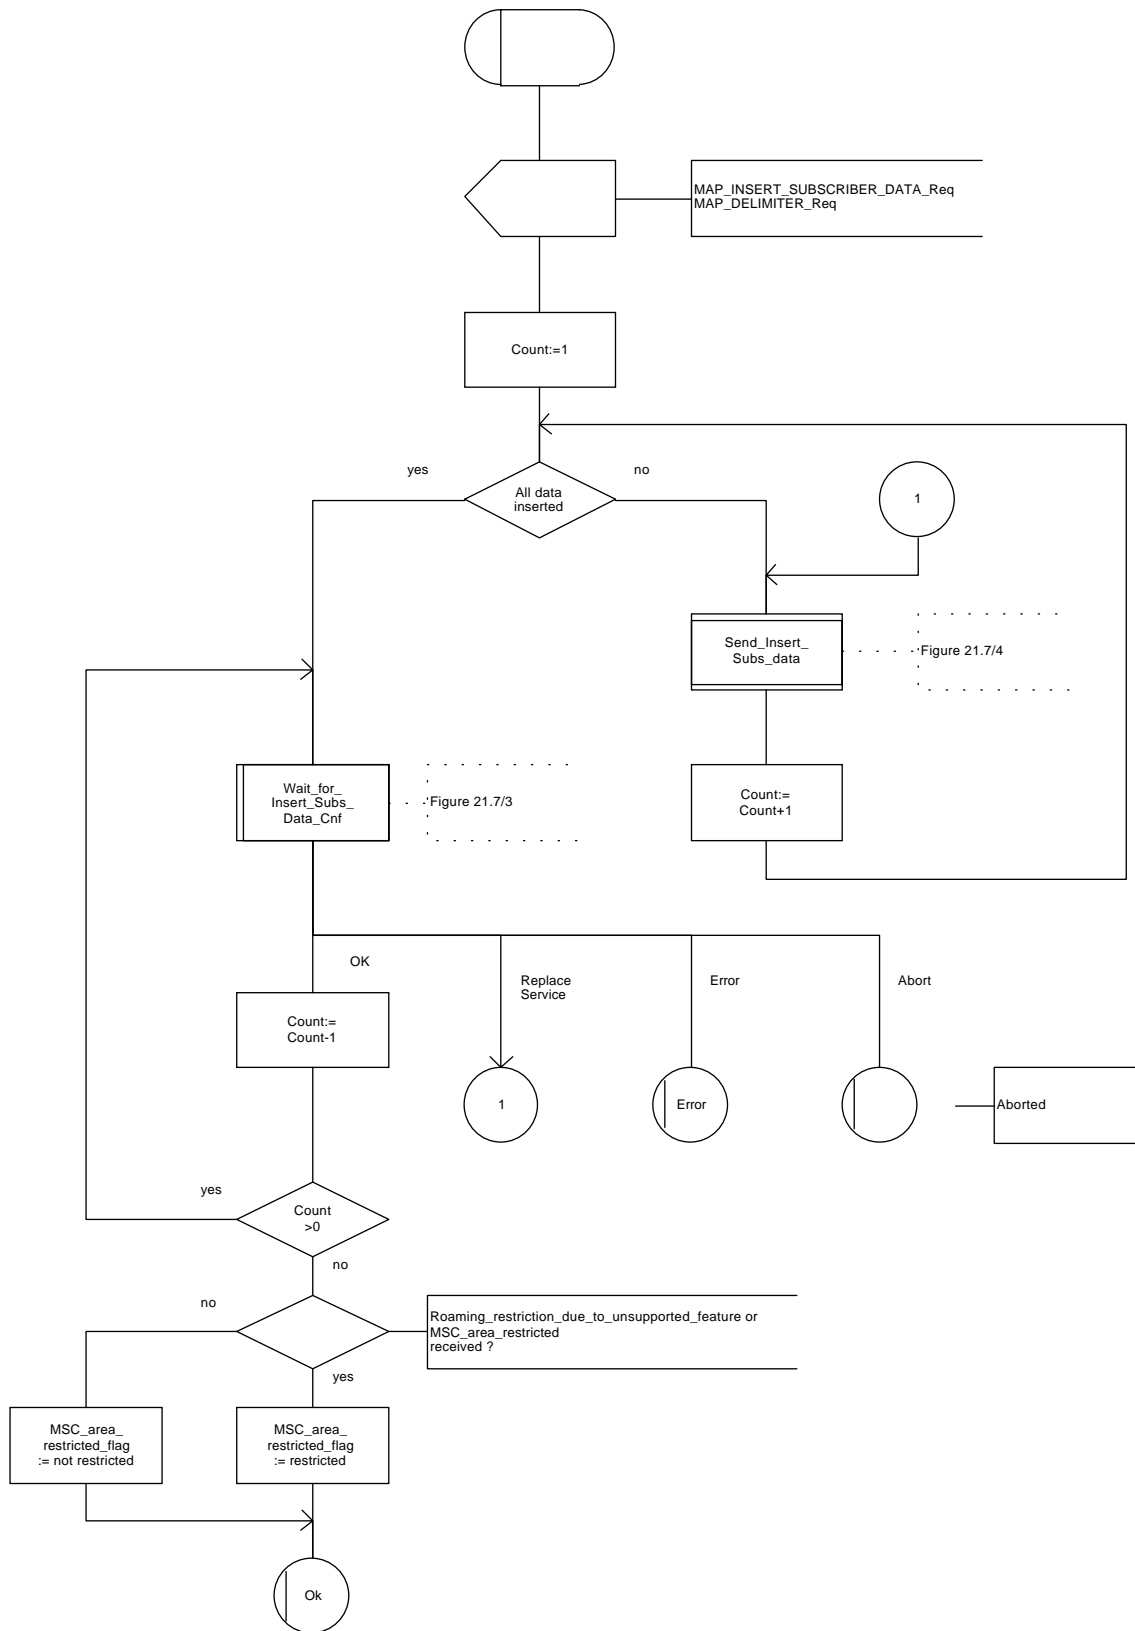 MAP_INSERT_SUBSCRIBER_DATA_Req
MAP_DELIMITER_Req
Count:=1
yes
no
All data
inserted
1
Send_Insert_
Subs_data
Figure 21.7/4
Wait_for_
Insert_Subs_
Data_Cnf
Figure 21.7/3
Count:=
Count+1
OK
Replace
Service
Error
Abort
Count:=
Count-1
1
Error
Aborted
yes
Count
>0
no
no
Roaming_restriction_due_to_unsupported_feature or
MSC_area_restricted
received ?
yes
MSC_area_
restricted_flag
:= not restricted
MSC_area_
restricted_flag
:= restricted
Ok